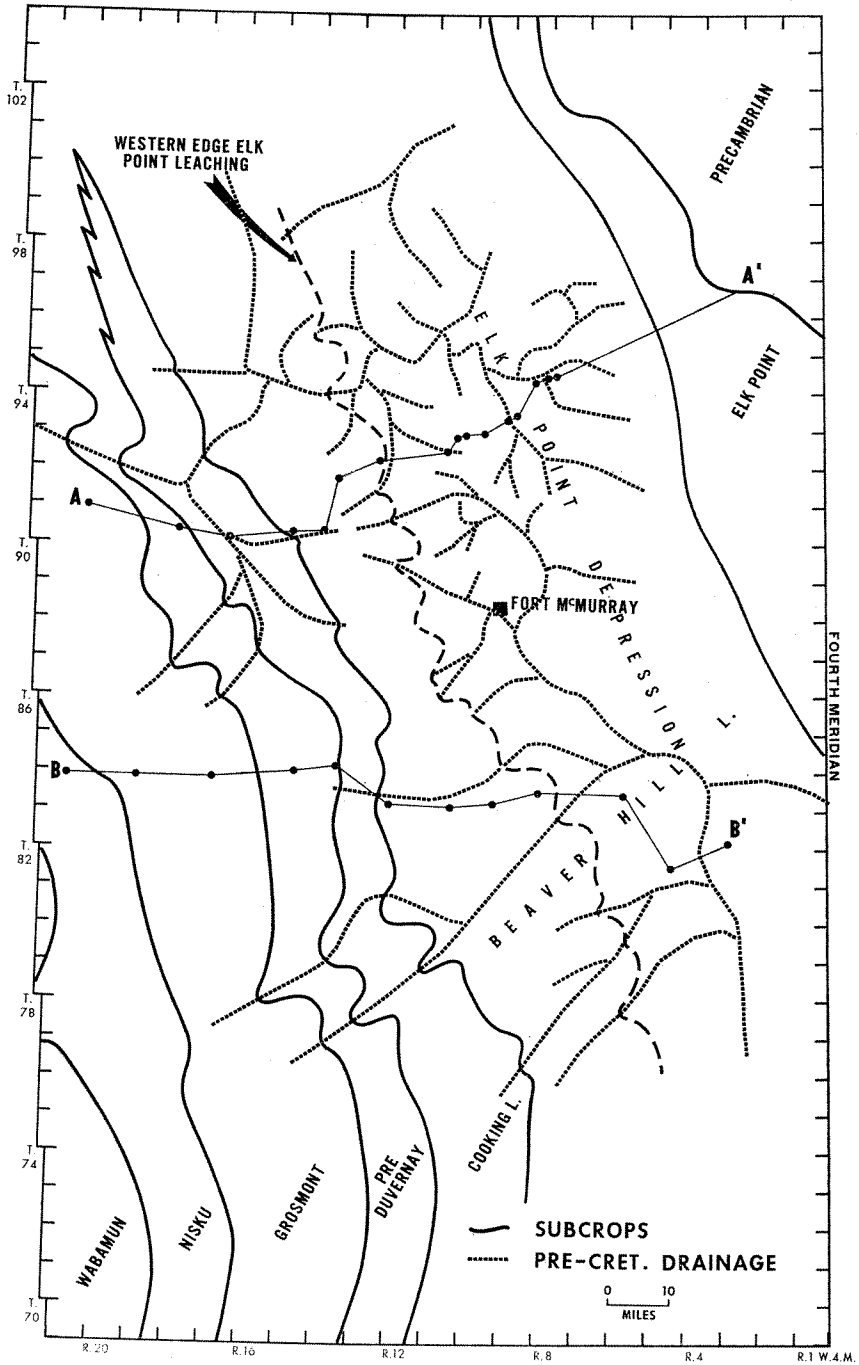 T.
102
WESTERN EDGE ELK
POINT LEACHING
PRECAMBRIAN
T.
98
A'
ELK POINT
ELK POINT
T.
94
A
T.
90
DEPRESSION
FORT McMURRAY
FOURTH MERIDIAN
T.
86
B
BEAVER HILL L.
B'
T.
82
T.
78
COOKING L.
PRE
DUVERNAY
GROSMONT
NISKU
WABAMUN
T.
74
SUBCROPS
PRE-CRET. DRAINAGE
0 10
MILES
T.
70
R.20 R.16 R.12 R.8 R.4 R.1 W.4.M.